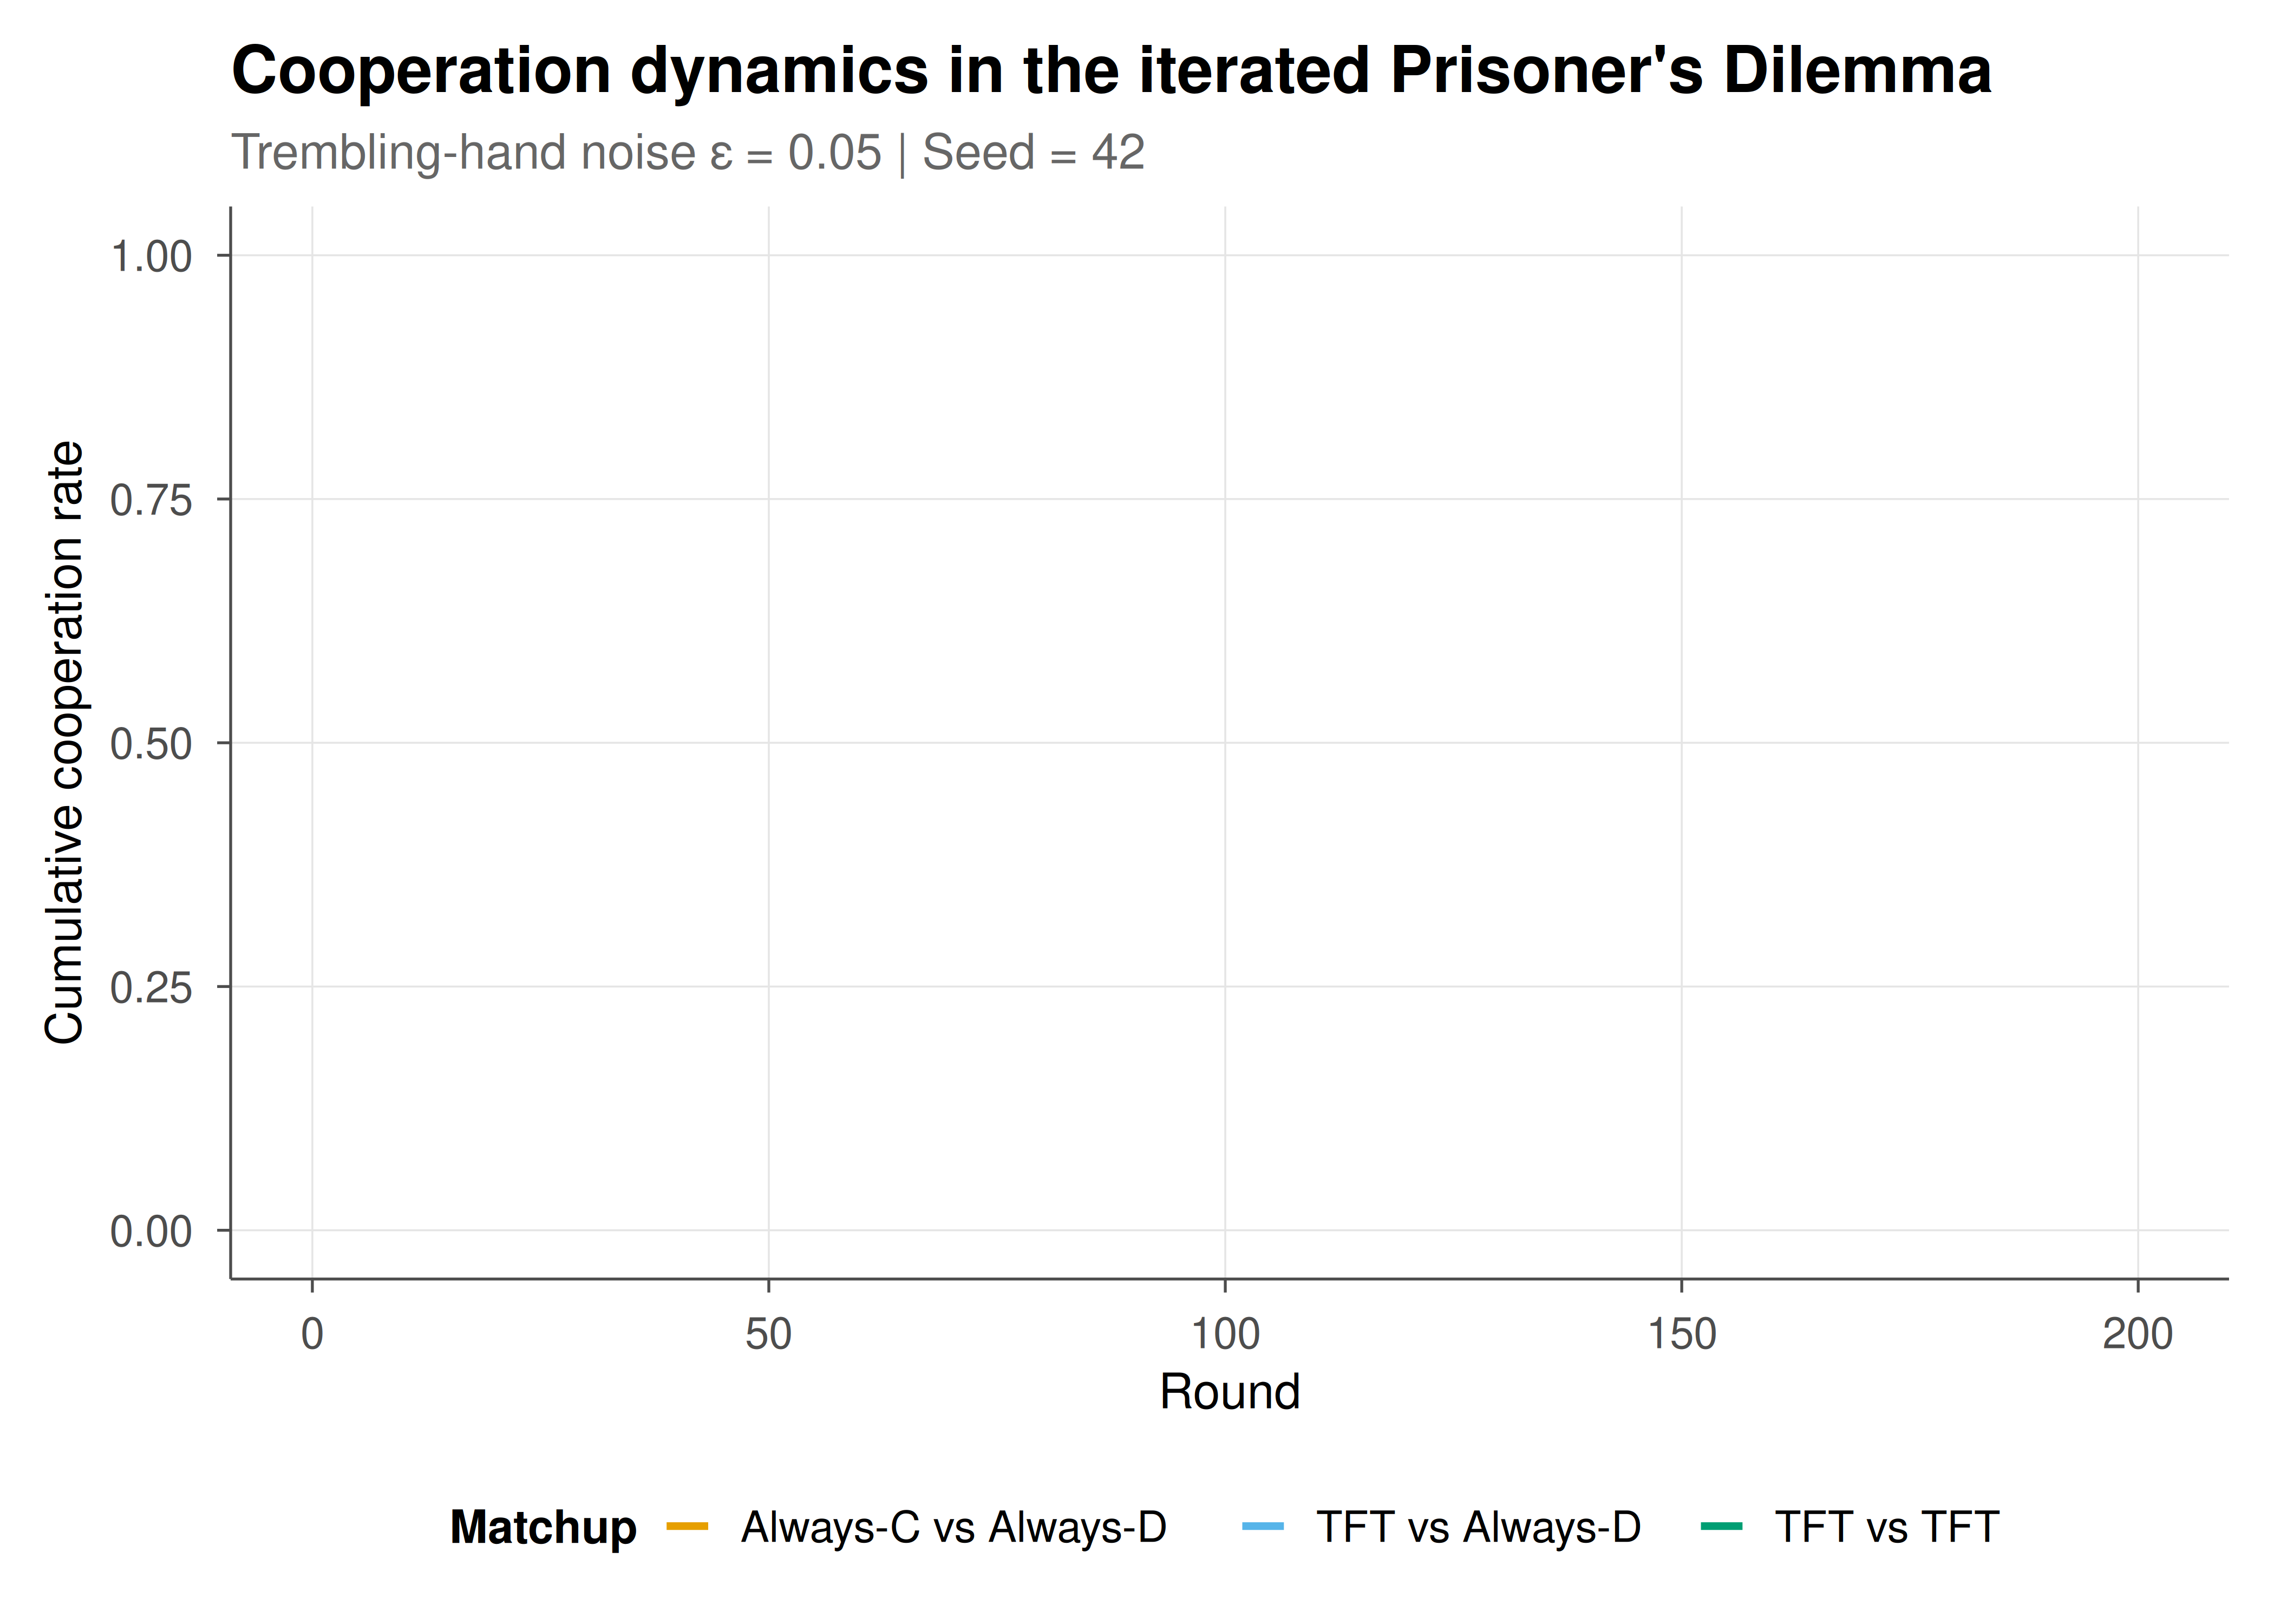 Cooperation dynamics in the iterated Prisoner's Dilemma
Trembling-hand noise ε = 0.05 | Seed = 42
Cumulative cooperation rate
1.00
0.75
0.50
0.25
0.00
0 50 100 150 200
Round
Matchup Always-C vs Always-D TFT vs Always-D TFT vs TFT